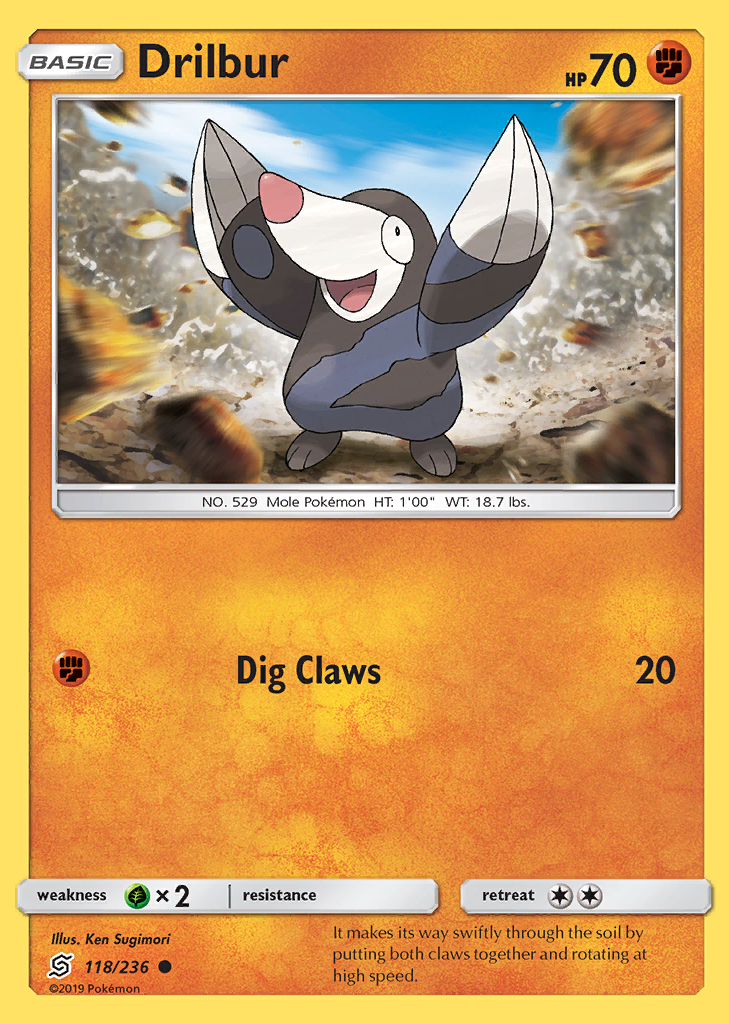 BASIC Drilbur HP70
NO. 529 Mole Pokémon HT: 1'00" WT: 18.7 lbs.
Dig Claws 20
weakness ×2 resistance retreat
Illus. Ken Sugimori
118/236
©2019 Pokémon
It makes its way swiftly through the soil by
putting both claws together and rotating at
high speed.